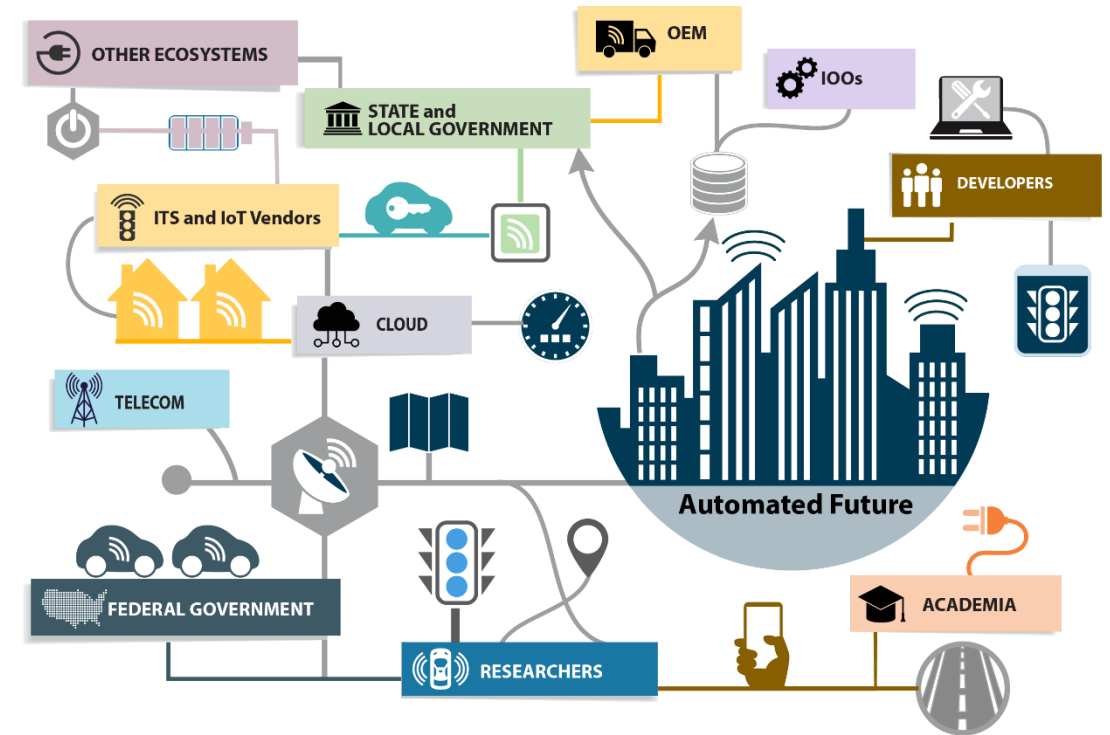 OTHER ECOSYSTEMS
OEM
IOOs
STATE and
LOCAL GOVERNMENT
DEVELOPERS
ITS and IoT Vendors
CLOUD
TELECOM
Automated Future
FEDERAL GOVERNMENT
ACADEMIA
RESEARCHERS